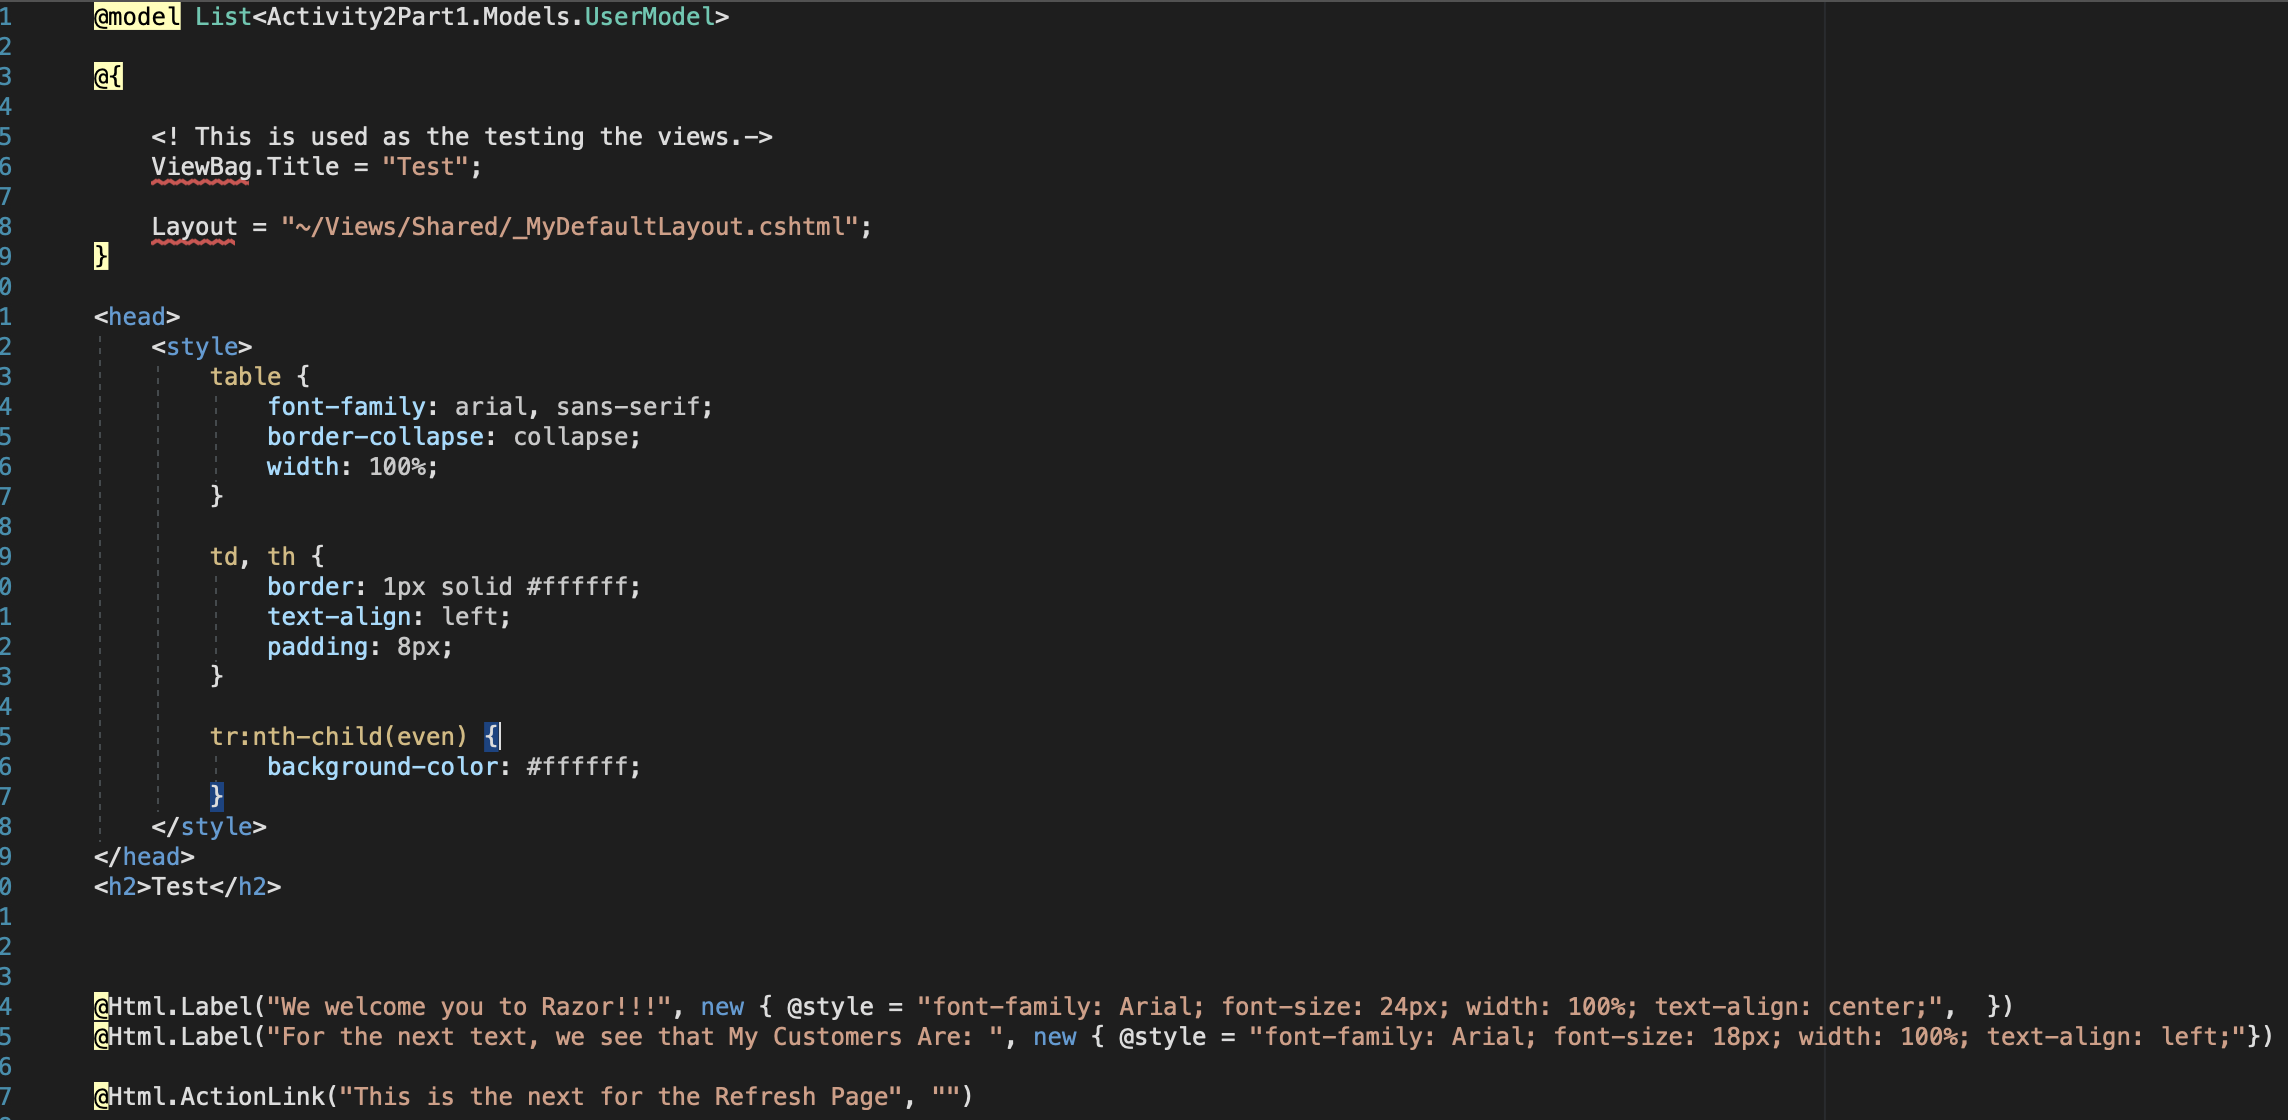 1 @model List<Activity2Part1.Models.UserModel>
2
3 @{
4
5 <! This is used as the testing the views.->
6 ViewBag.Title = "Test";
7
8 Layout = "~/Views/Shared/_MyDefaultLayout.cshtml";
9 }
0
1 <head>
2 <style>
3 table {
4 font-family: arial, sans-serif;
5 border-collapse: collapse;
6 width: 100%;
7 }
8
9 td, th {
0 border: 1px solid #ffffff;
1 text-align: left;
2 padding: 8px;
3 }
4
5 tr:nth-child(even) {
6 background-color: #ffffff;
7 }
8 </style>
9 </head>
0 <h2>Test</h2>
1
2
3
4 @Html.Label("We welcome you to Razor!!!", new { @style = "font-family: Arial; font-size: 24px; width: 100%; text-align: center;", })
5 @Html.Label("For the next text, we see that My Customers Are: ", new { @style = "font-family: Arial; font-size: 18px; width: 100%; text-align: left;"})
6
7 @Html.ActionLink("This is the next for the Refresh Page", "")